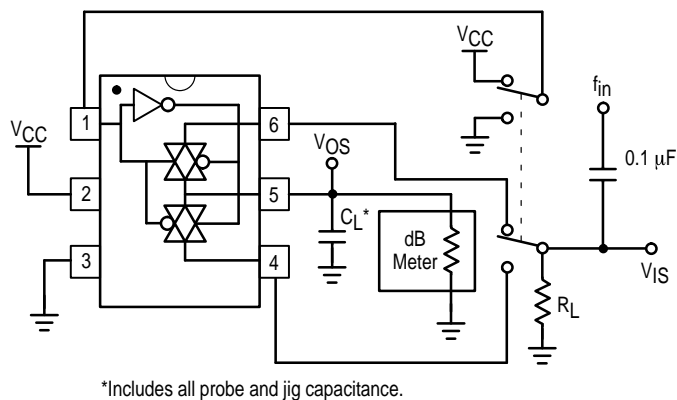 VCC
fin
VCC
1
6
VOS
0.1 µF
2
5
CL*
dB
Meter
3
4
VIS
RL
*Includes all probe and jig capacitance.